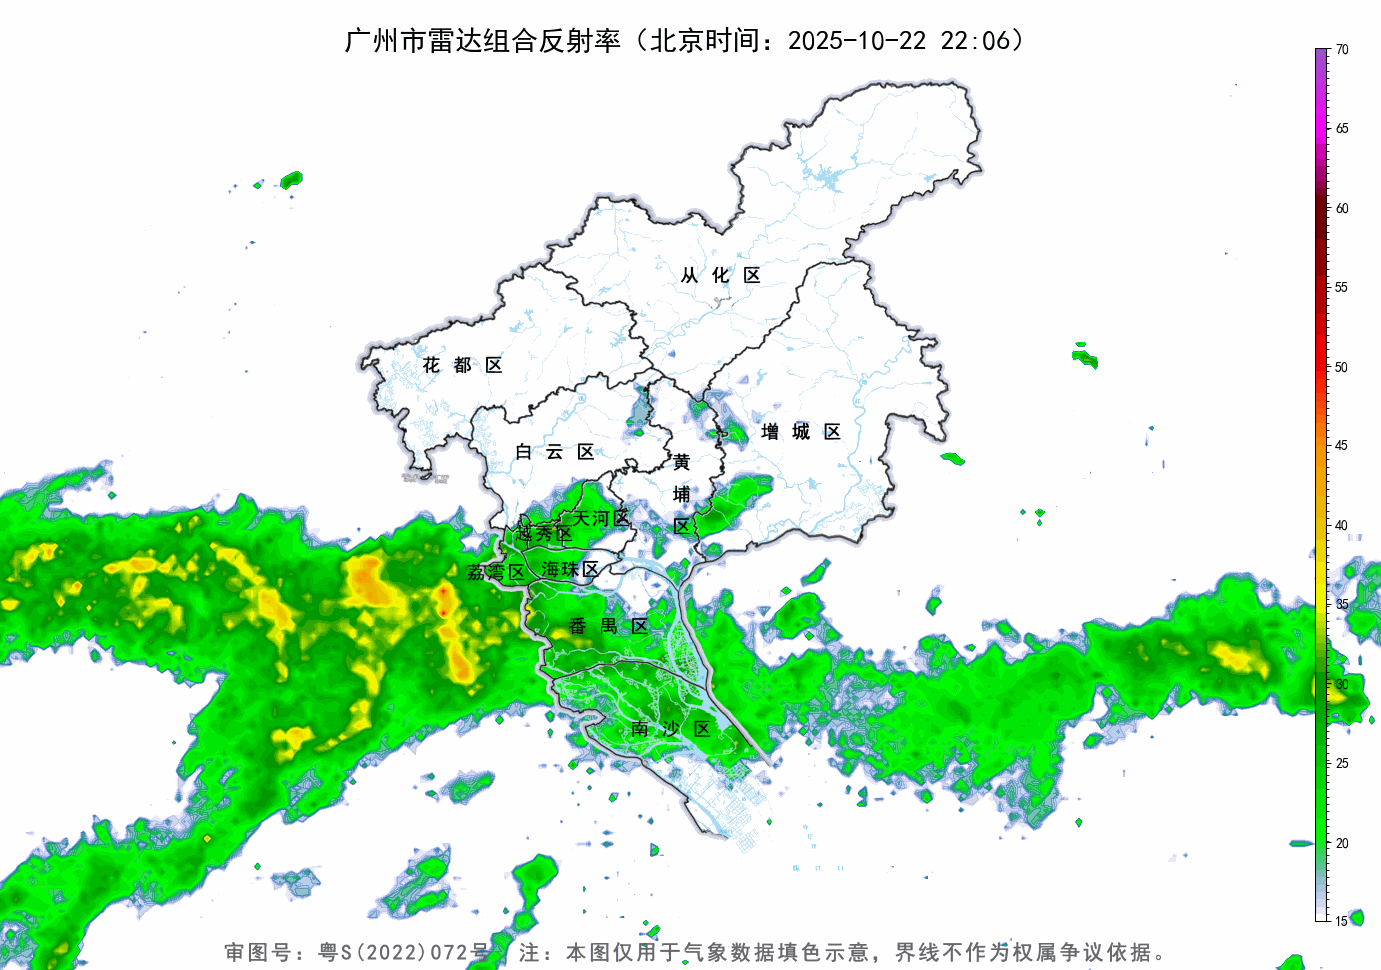 广州市雷达组合反射率（北京时间：2025-10-22 22:06）
70
65
60
55
50
45
40
35
30
25
20
15
从 化 区
花 都 区
增 城 区
白 云 区
黄
埔
区
天河区
越秀区
荔湾区
海珠区
番 禺 区
南 沙 区
审图号：粤S(2022)072号 注：本图仅用于气象数据填色示意，界线不作为权属争议依据。